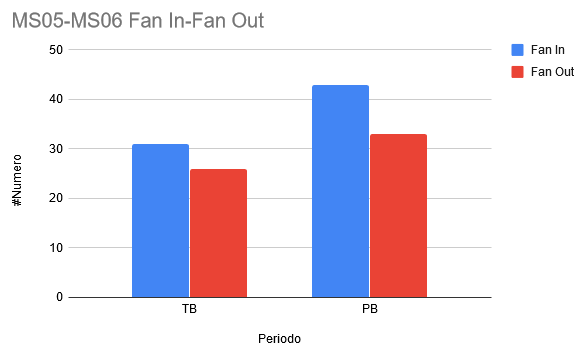 MS05-MS06 Fan In-Fan Out
50
40
30
20
10
0
#Numero
TB
PB
Periodo
Fan In
Fan Out